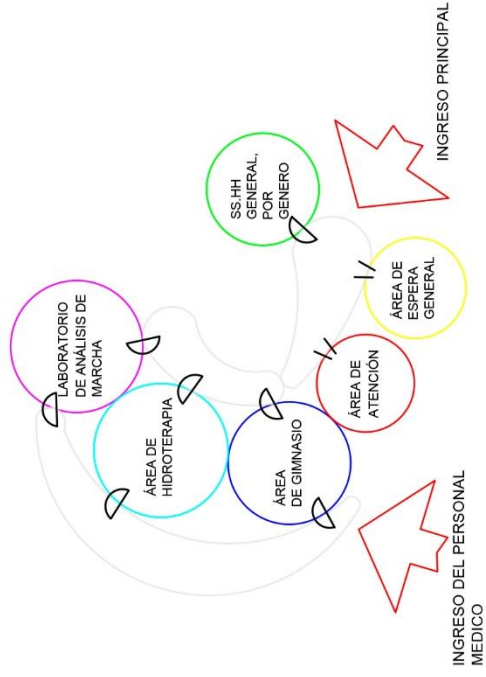 LABORATORIO
DE ANÁLISIS DE
MARCHA
SS.HH
GENERAL,
POR
GENERO
ÁREA DE
HIDROTERAPIA
ÁREA
DE GIMNASIO
ÁREA DE
ATENCIÓN
ÁREA DE
ESPERA
GENERAL
INGRESO PRINCIPAL
INGRESO DEL PERSONAL
MEDICO